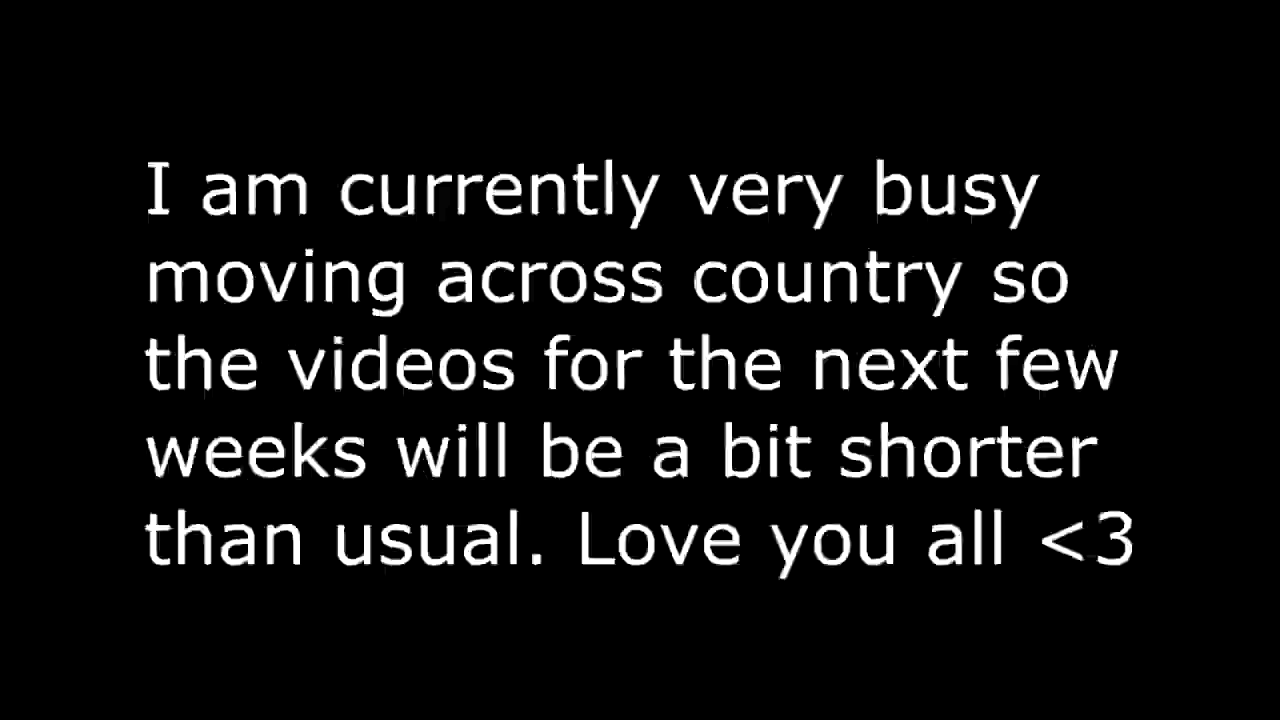 I am currently very busy
moving across country so
the videos for the next few
weeks will be a bit shorter
than usual. Love you all <3